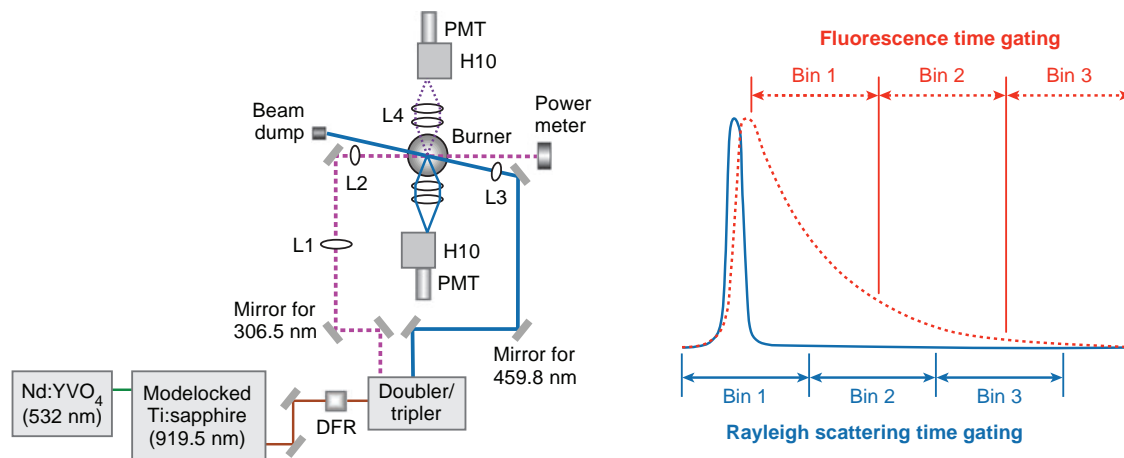 PMT
H10
L4
Beam
dump
Burner
Power
meter
L2
L3
L1
H10
PMT
Mirror for
306.5 nm
Mirror for
459.8 nm
Nd:YVO4
(532 nm)
Modelocked
Ti:sapphire
(919.5 nm)
DFR
Doubler/
tripler
Fluorescence time gating
Bin 1 Bin 2 Bin 3
Bin 1 Bin 2 Bin 3
Rayleigh scattering time gating